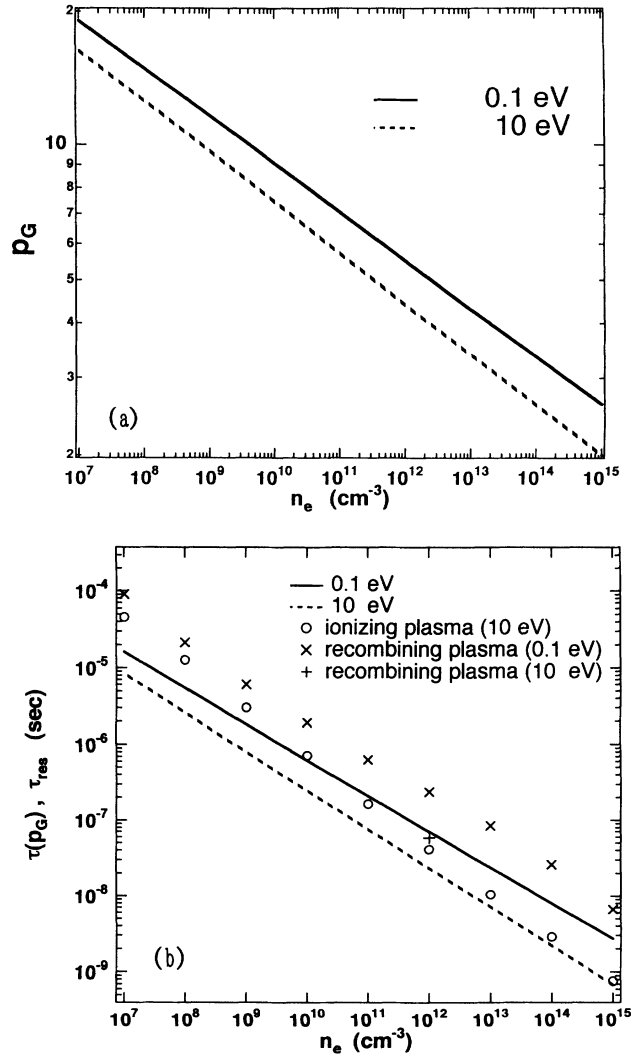 2
10
9
8
7
6
5
4
3
2
p_G
0.1 eV
10 eV
(a)
10^7 10^8 10^9 10^10 10^11 10^12 10^13 10^14 10^15
n_e (cm^-3)
10^-4
10^-5
10^-6
10^-7
10^-8
10^-9
τ(p_G) , τ_res (sec)
0.1 eV
10 eV
ionizing plasma (10 eV)
recombining plasma (0.1 eV)
recombining plasma (10 eV)
(b)
10^7 10^8 10^9 10^10 10^11 10^12 10^13 10^14 10^15
n_e (cm^-3)